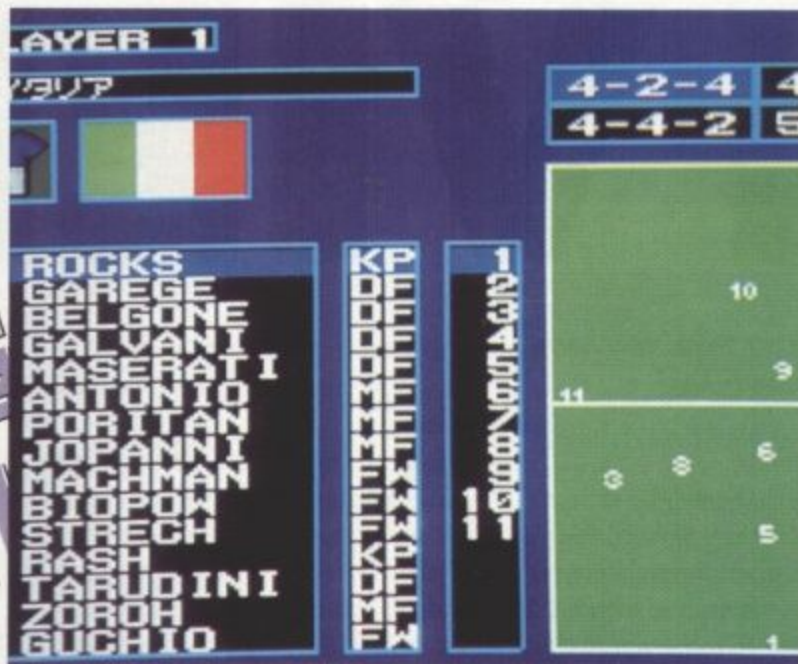 LAYER 1
イタリア
4-2-4 4
4-4-2 5
ROCKS KP 1
GAREGE DF 2
BELGONE DF 3
GALVANI DF 4
MASERATI DF 5
ANTONIO MF 6
PORITAN MF 7
JOPANNI MF 8
MACHMAN FW 9
BIOPOW FW 10
STRECH FW 11
RASH KP
TARUDINI DF
ZOROH MF
GUCHIO FW
10
9
11
6
3 8
5
1